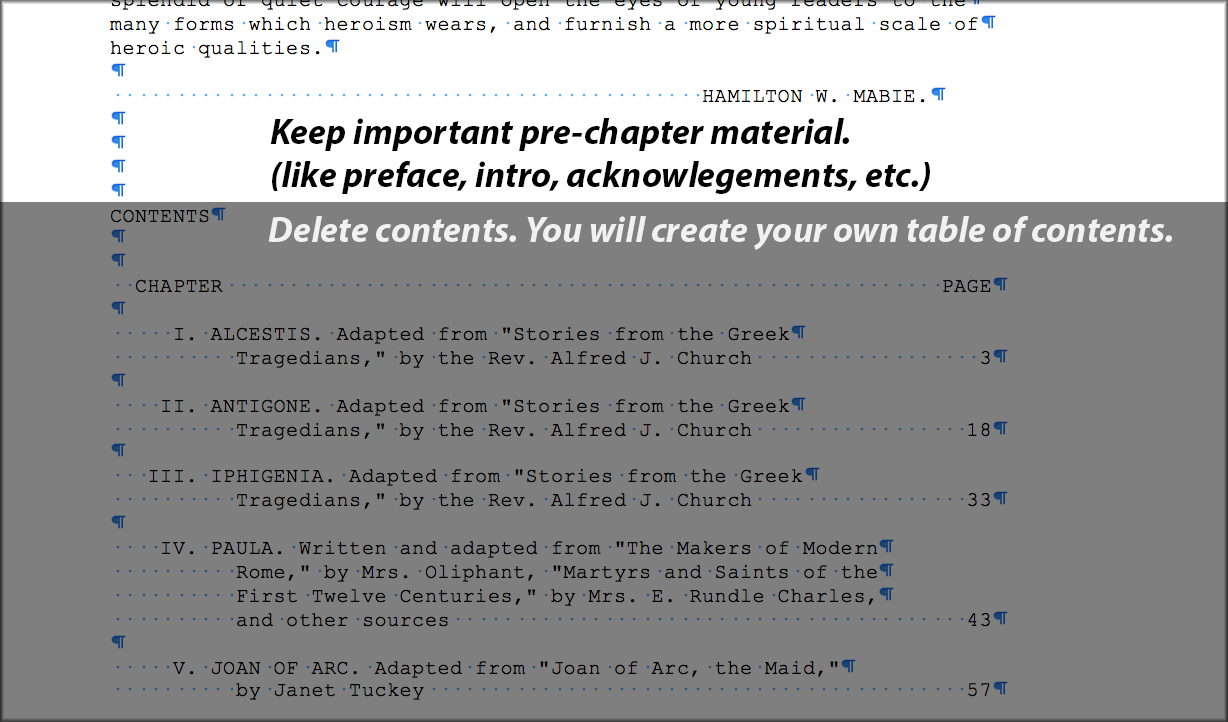 splendid or quiet courage will open the eyes of young readers to the¶
many forms which heroism wears, and furnish a more spiritual scale of¶
heroic qualities.¶
¶
HAMILTON W. MABIE.¶
¶
Keep important pre-chapter material.
¶
¶
(like preface, intro, acknowlegements, etc.)
¶
CONTENTS¶
Delete contents. You will create your own table of contents.
¶
¶
CHAPTER PAGE¶
¶
I. ALCESTIS. Adapted from "Stories from the Greek¶
Tragedians," by the Rev. Alfred J. Church 3¶
¶
II. ANTIGONE. Adapted from "Stories from the Greek¶
Tragedians," by the Rev. Alfred J. Church 18¶
¶
III. IPHIGENIA. Adapted from "Stories from the Greek¶
Tragedians," by the Rev. Alfred J. Church 33¶
¶
IV. PAULA. Written and adapted from "The Makers of Modern¶
Rome," by Mrs. Oliphant, "Martyrs and Saints of the¶
First Twelve Centuries," by Mrs. E. Rundle Charles,¶
and other sources 43¶
¶
V. JOAN OF ARC. Adapted from "Joan of Arc, the Maid,"¶
by Janet Tuckey 57¶